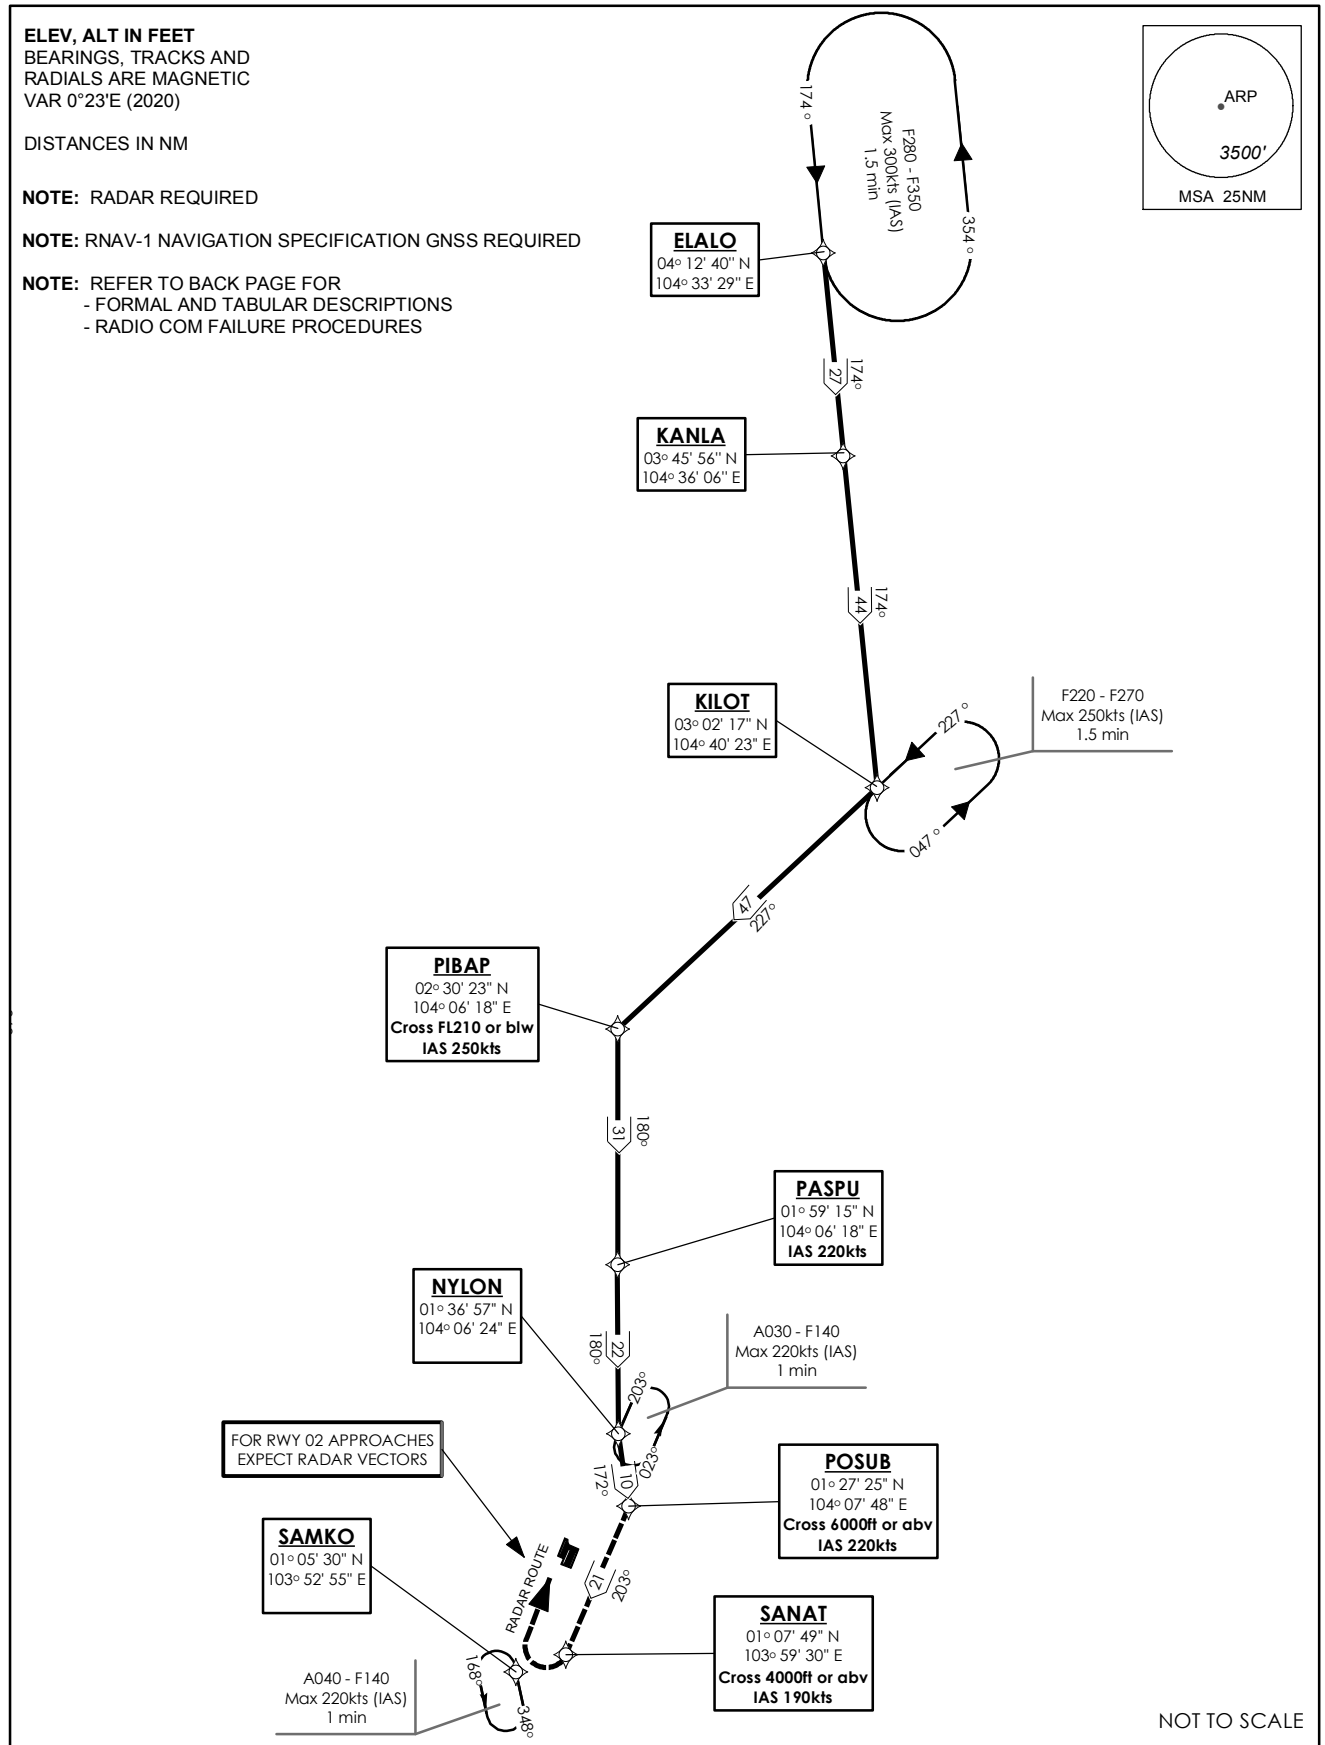 ELEV, ALT IN FEET
BEARINGS, TRACKS AND
RADIALS ARE MAGNETIC
VAR 0°23'E (2020)
DISTANCES IN NM
NOTE: RADAR REQUIRED
NOTE: RNAV-1 NAVIGATION SPECIFICATION GNSS REQUIRED
NOTE: REFER TO BACK PAGE FOR
- FORMAL AND TABULAR DESCRIPTIONS
- RADIO COM FAILURE PROCEDURES
ARP
3500'
MSA 25NM
174°
F280 - F350
Max 300kts (IAS)
1.5 min
354°
ELALO
04° 12' 40" N
104° 33' 29" E
27
174°
KANLA
03° 45' 56" N
104° 36' 06" E
44
174°
KILOT
03° 02' 17" N
104° 40' 23" E
227°
047°
F220 - F270
Max 250kts (IAS)
1.5 min
47
227°
PIBAP
02° 30' 23" N
104° 06' 18" E
Cross FL210 or blw
IAS 250kts
31
180°
PASPU
01° 59' 15" N
104° 06' 18" E
IAS 220kts
NYLON
01° 36' 57" N
104° 06' 24" E
22
180°
A030 - F140
Max 220kts (IAS)
1 min
203°
023°
10
172°
FOR RWY 02 APPROACHES
EXPECT RADAR VECTORS
POSUB
01° 27' 25" N
104° 07' 48" E
Cross 6000ft or abv
IAS 220kts
SAMKO
01° 05' 30" N
103° 52' 55" E
RADAR ROUTE
21
203°
SANAT
01° 07' 49" N
103° 59' 30" E
Cross 4000ft or abv
IAS 190kts
A040 - F140
Max 220kts (IAS)
1 min
168°
348°
NOT TO SCALE